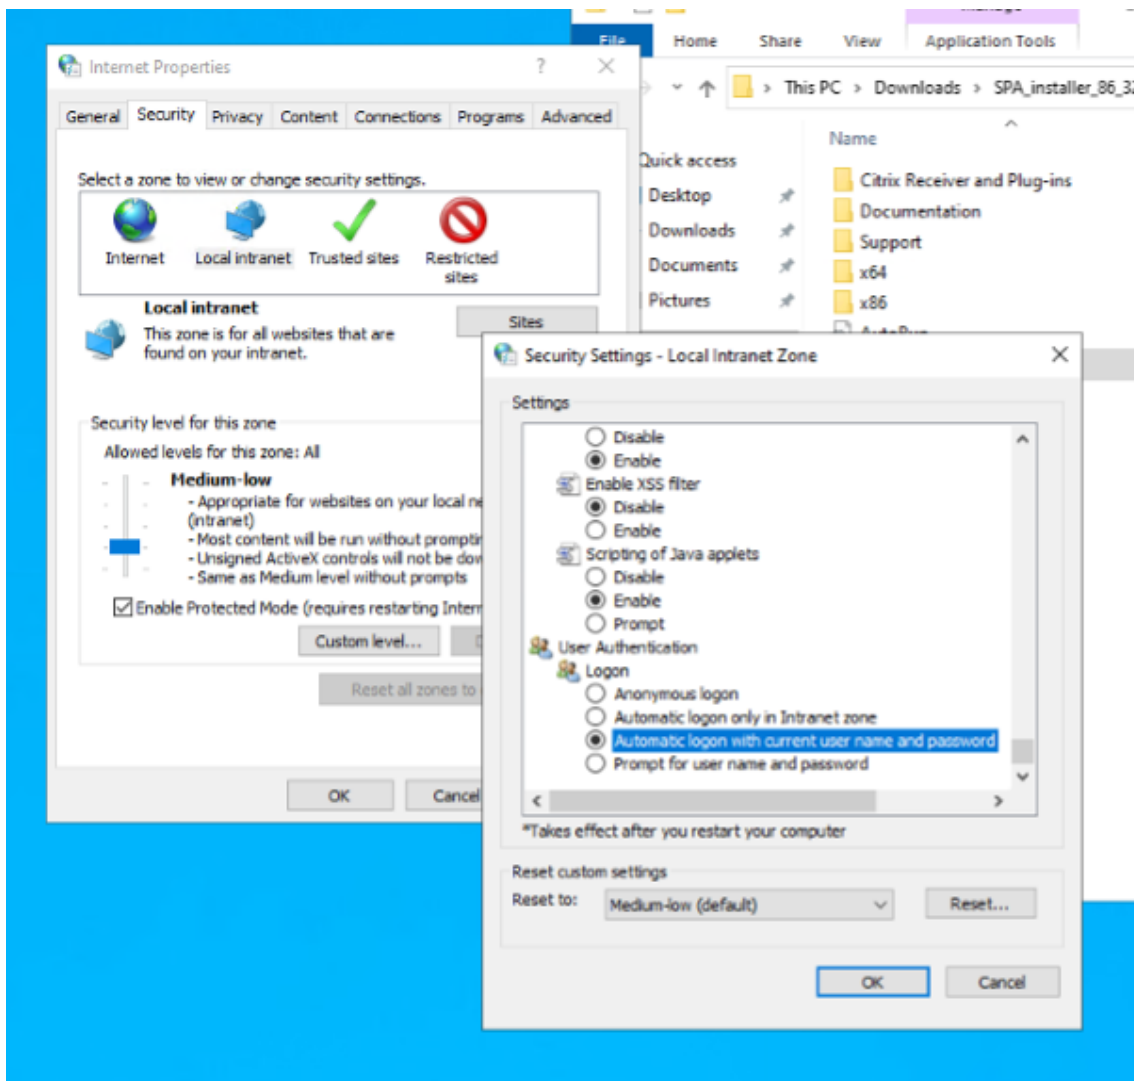 File
Home
Share
View
Application Tools
This PC > Downloads > SPA_installer_86_32
Name
Quick access
Desktop
Downloads
Documents
Pictures
Citrix Receiver and Plug-ins
Documentation
Support
x64
x86
AutoRun
Internet Properties
?
General
Security
Privacy
Content
Connections
Programs
Advanced
Select a zone to view or change security settings.
Internet
Local intranet
Trusted sites
Restricted
sites
Local intranet
This zone is for all websites that are
found on your intranet.
Sites
Security level for this zone
Allowed levels for this zone: All
Medium-low
- Appropriate for websites on your local ne
(intranet)
- Most content will be run without promptin
- Unsigned ActiveX controls will not be dow
- Same as Medium level without prompts
Enable Protected Mode (requires restarting Intern
Custom level...
Reset all zones to
OK
Cancel
Security Settings - Local Intranet Zone
Settings
Disable
Enable
Enable XSS filter
Disable
Enable
Scripting of Java applets
Disable
Enable
Prompt
User Authentication
Logon
Anonymous logon
Automatic logon only in Intranet zone
Automatic logon with current user name and password
Prompt for user name and password
*Takes effect after you restart your computer
Reset custom settings
Reset to:
Medium-low (default)
Reset...
OK
Cancel